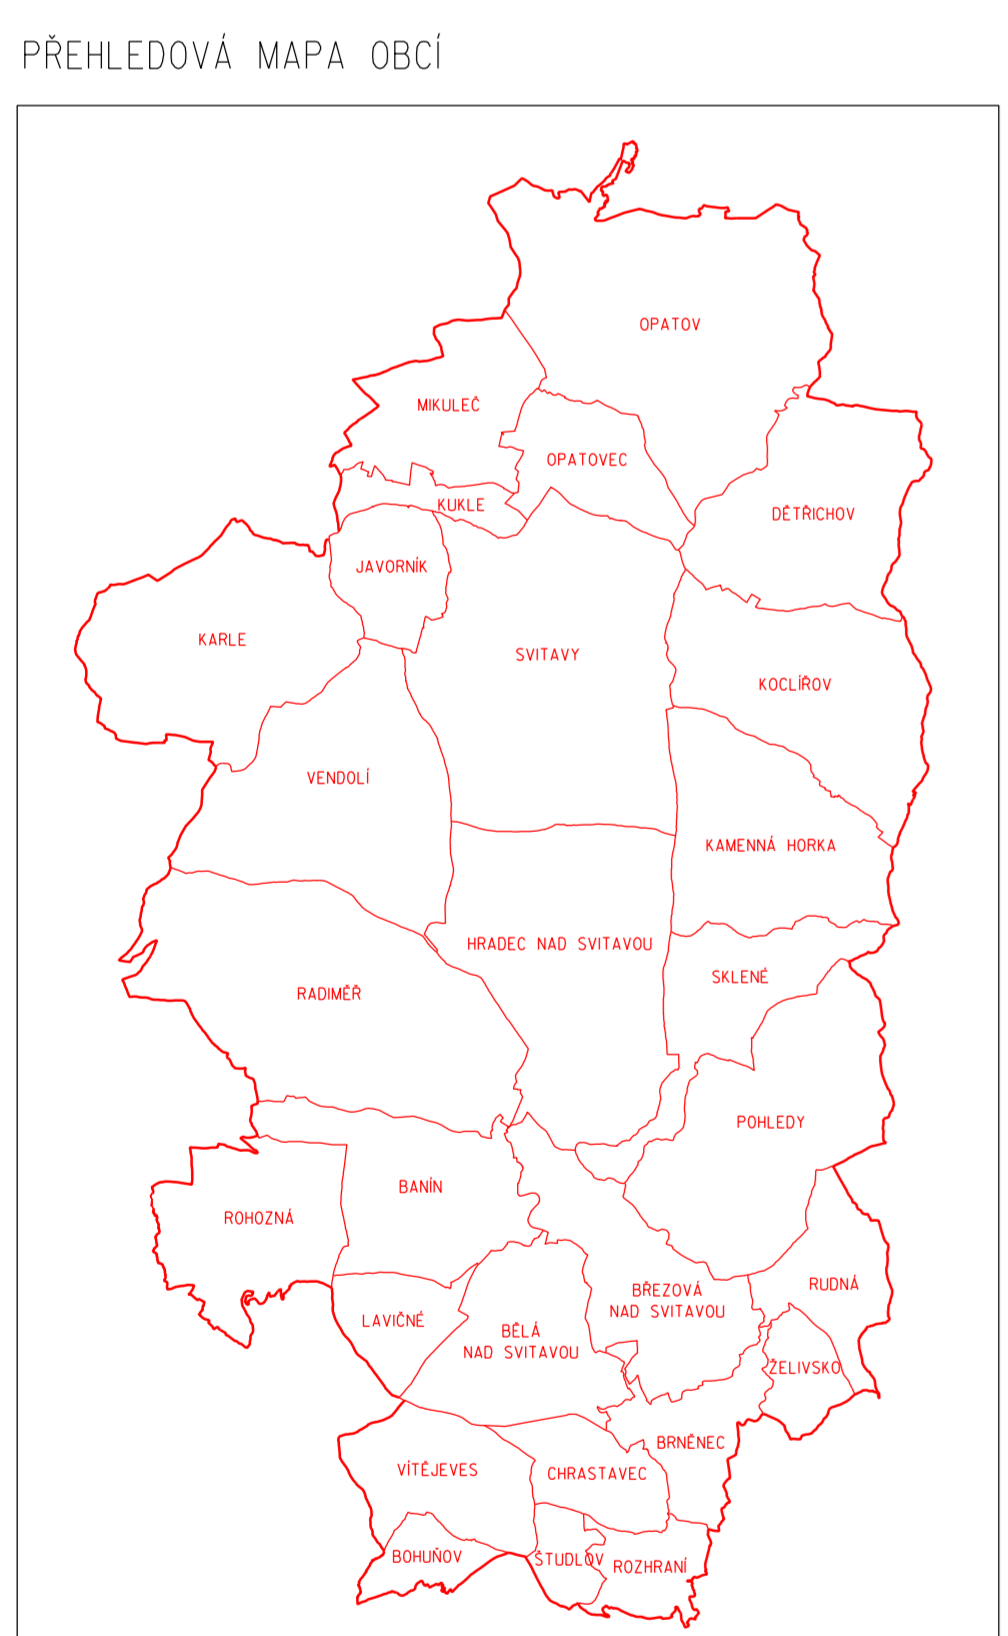 PŘEHLEDOVÁ MAPA OBCÍ
OPATOV
MIKULEČ
OPATOVEC
KUKLE
DĚTŘICHOV
JAVORNÍK
KARLE
SVITAVY
KOCLÍŘOV
VENDOLÍ
KAMENNÁ HORKA
HRADEC NAD SVITAVOU
SKLENÉ
RADIMĚŘ
POHLEDY
BANÍN
ROHOZNÁ
RUDNÁ
BŘEZOVÁ
NAD SVITAVOU
LAVIČNÉ
BĚLÁ
NAD SVITAVOU
ŽELIVSKO
BRNĚNEC
VÍTĚJEVES
CHRASTAVEC
BOHUŇOV
ŠTUDLOV
ROZHRANÍ